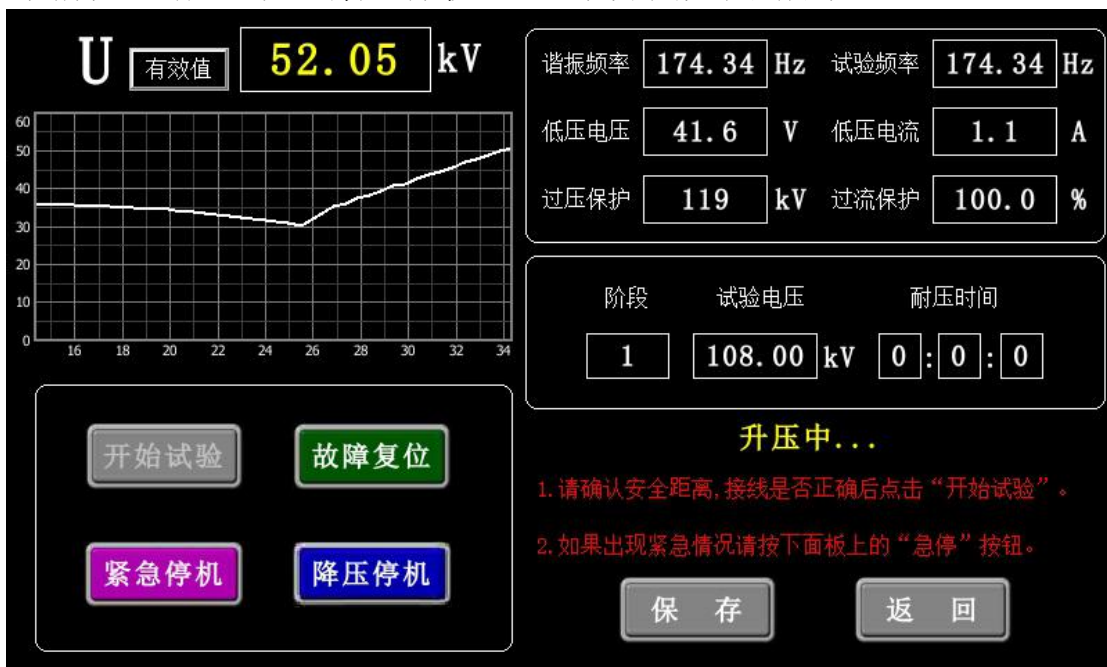 U 有效值 52.05 kV
60
50
40
30
20
10
0
16 18 20 22 24 26 28 30 32 34
谐振频率 174.34 Hz 试验频率 174.34 Hz
低压电压 41.6 V 低压电流 1.1 A
过压保护 119 kV 过流保护 100.0 %
阶段 试验电压 耐压时间
1 108.00 kV 0:0:0
开始试验 故障复位
紧急停机 降压停机
升压中...
1.请确认安全距离,接线是否正确后点击“开始试验”。
2.如果出现紧急情况请按下面板上的“急停”按钮。
保 存 返 回